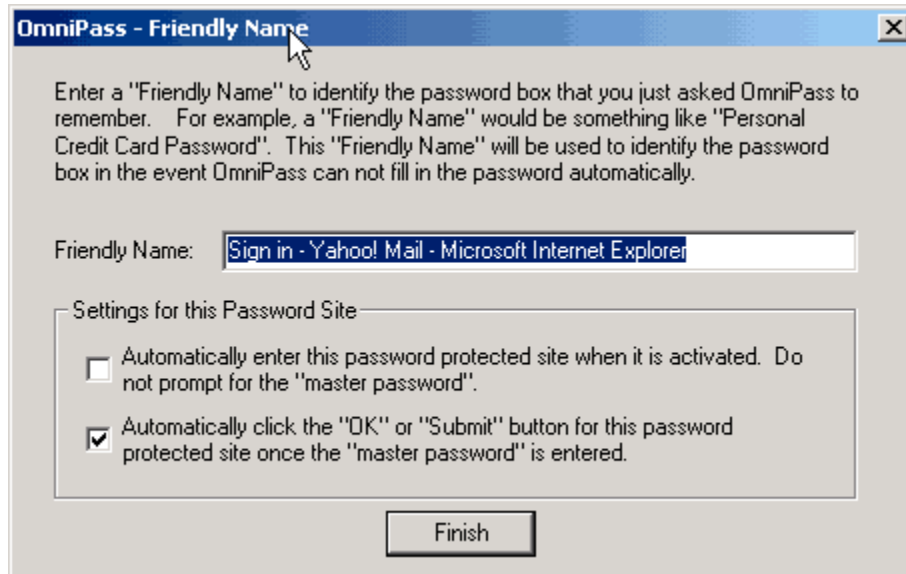 OmniPass - Friendly Name
Enter a "Friendly Name" to identify the password box that you just asked OmniPass to
remember.   For example, a "Friendly Name" would be something like "Personal
Credit Card Password".  This "Friendly Name" will be used to identify the password
box in the event OmniPass can not fill in the password automatically.
Friendly Name: Sign in - Yahoo! Mail - Microsoft Internet Explorer
Settings for this Password Site
Automatically enter this password protected site when it is activated.  Do
not prompt for the "master password".
Automatically click the "OK" or "Submit" button for this password
protected site once the "master password" is entered.
Finish